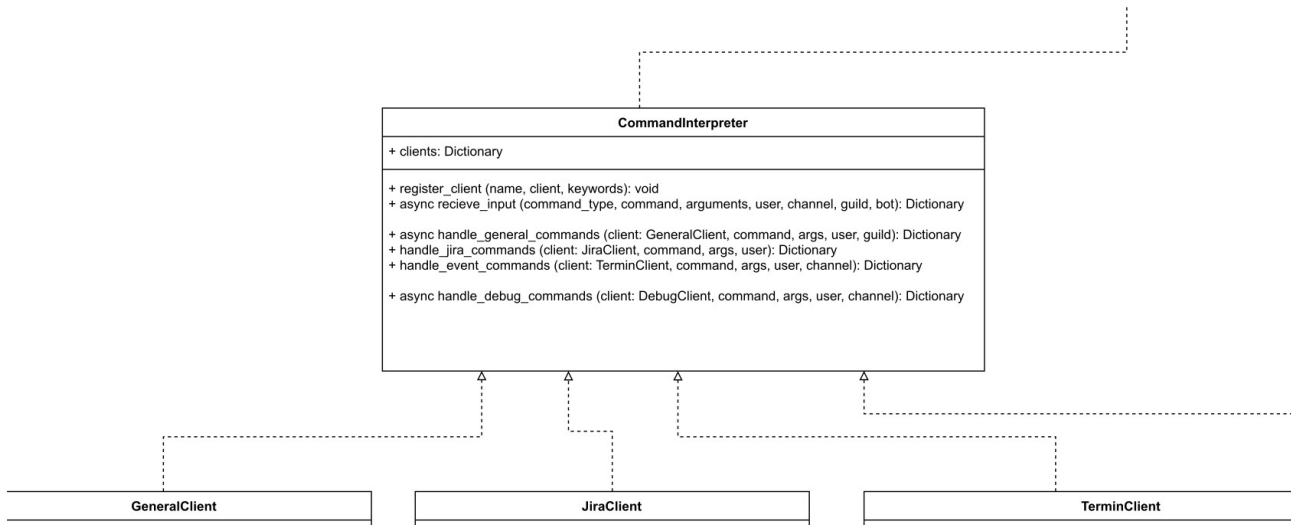 CommandInterpreter
+ clients: Dictionary
+ register_client (name, client, keywords): void
+ async recieve_input (command_type, command, arguments, user, channel, guild, bot): Dictionary
+ async handle_general_commands (client: GeneralClient, command, args, user, guild): Dictionary
+ handle_jira_commands (client: JiraClient, command, args, user): Dictionary
+ handle_event_commands (client: TerminClient, command, args, user, channel): Dictionary
+ async handle_debug_commands (client: DebugClient, command, args, user, channel): Dictionary
GeneralClient
JiraClient
TerminClient